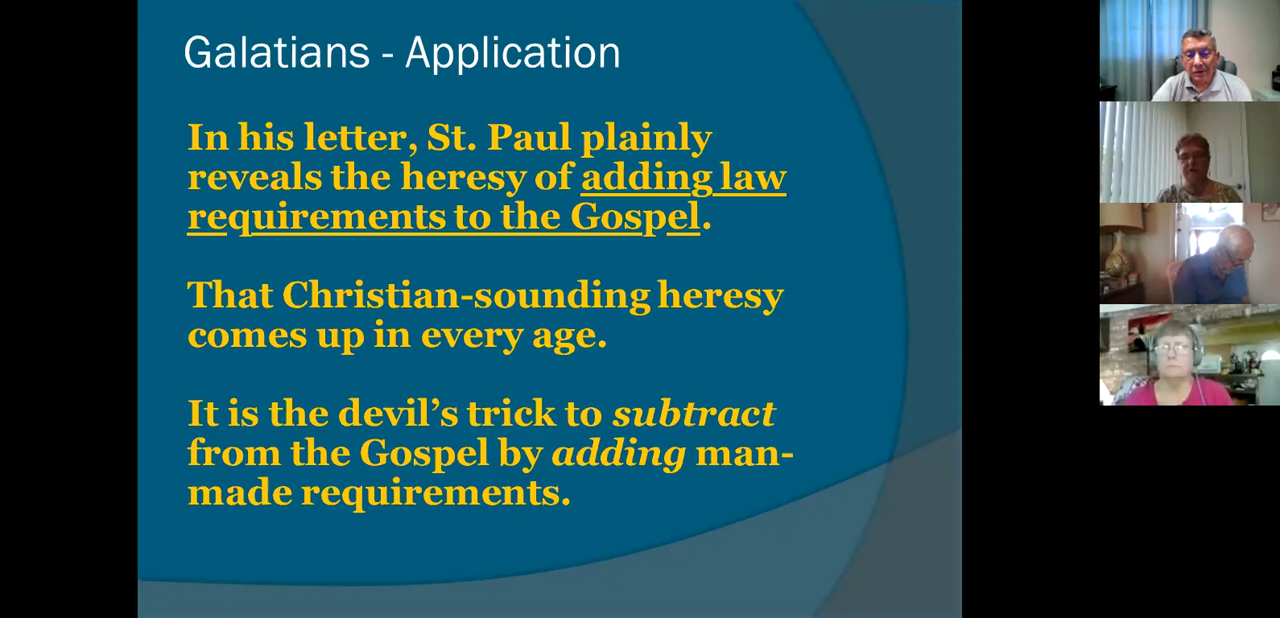 Galatians - Application
In his letter, St. Paul plainly
reveals the heresy of adding law
requirements to the Gospel.
That Christian-sounding heresy
comes up in every age.
It is the devil’s trick to subtract
from the Gospel by adding man-
made requirements.